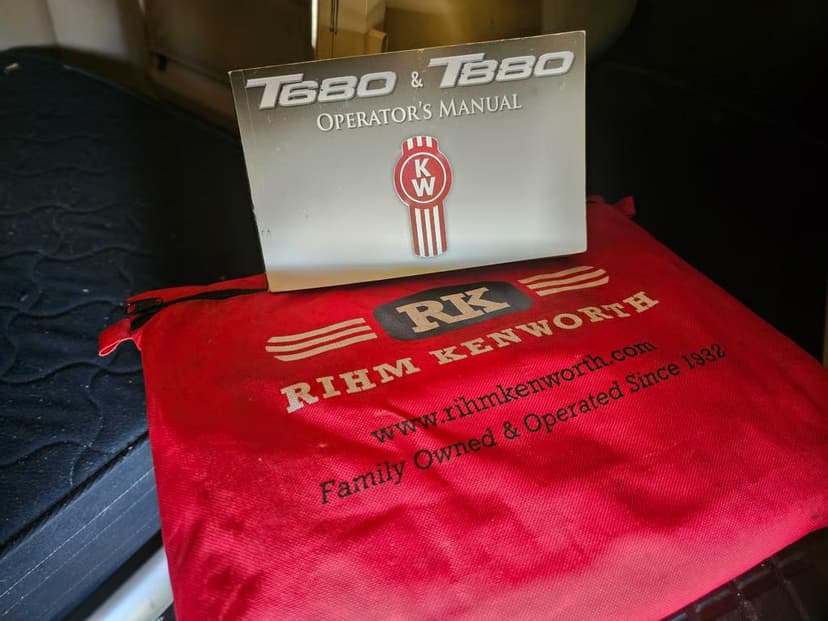 T680 & T880
OPERATOR'S MANUAL
KW
RK
RIHM KENWORTH
www.rihmkenworth.com
Family Owned & Operated Since 1932